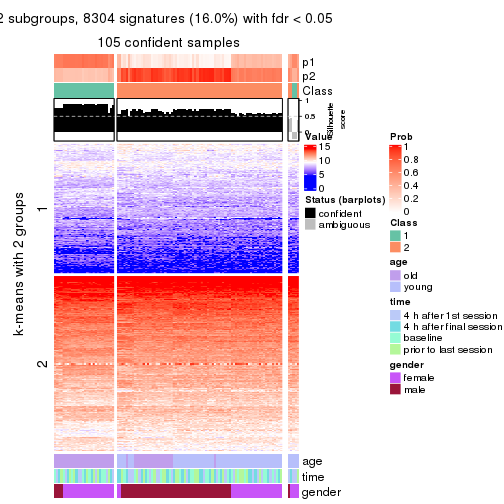 2 subgroups, 8304 signatures (16.0%) with fdr < 0.05
105 confident samples
p1
p2
Class
1
0.5
0
Silhouette
score
k-means with 2 groups
1
2
Value
15
10
5
0
Status (barplots)
confident
ambiguous
Prob
1
0.8
0.6
0.4
0.2
0
Class
1
2
age
old
young
time
4 h after 1st session
4 h after final session
baseline
prior to last session
gender
female
male
age
time
gender